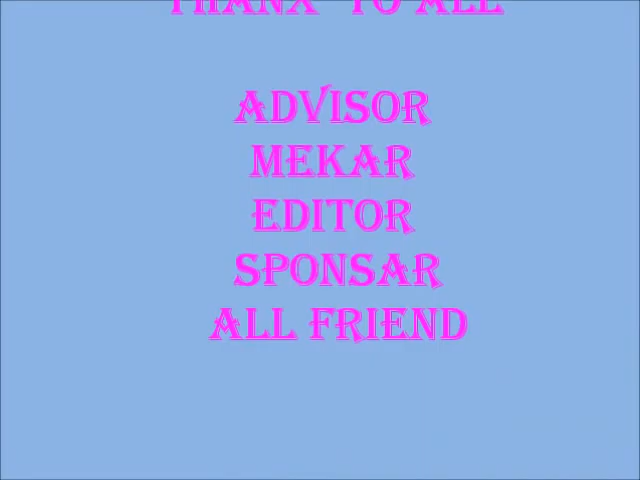 THANX TO ALL
ADVISOR
MEKAR
EDITOR
SPONSAR
ALL FRIEND